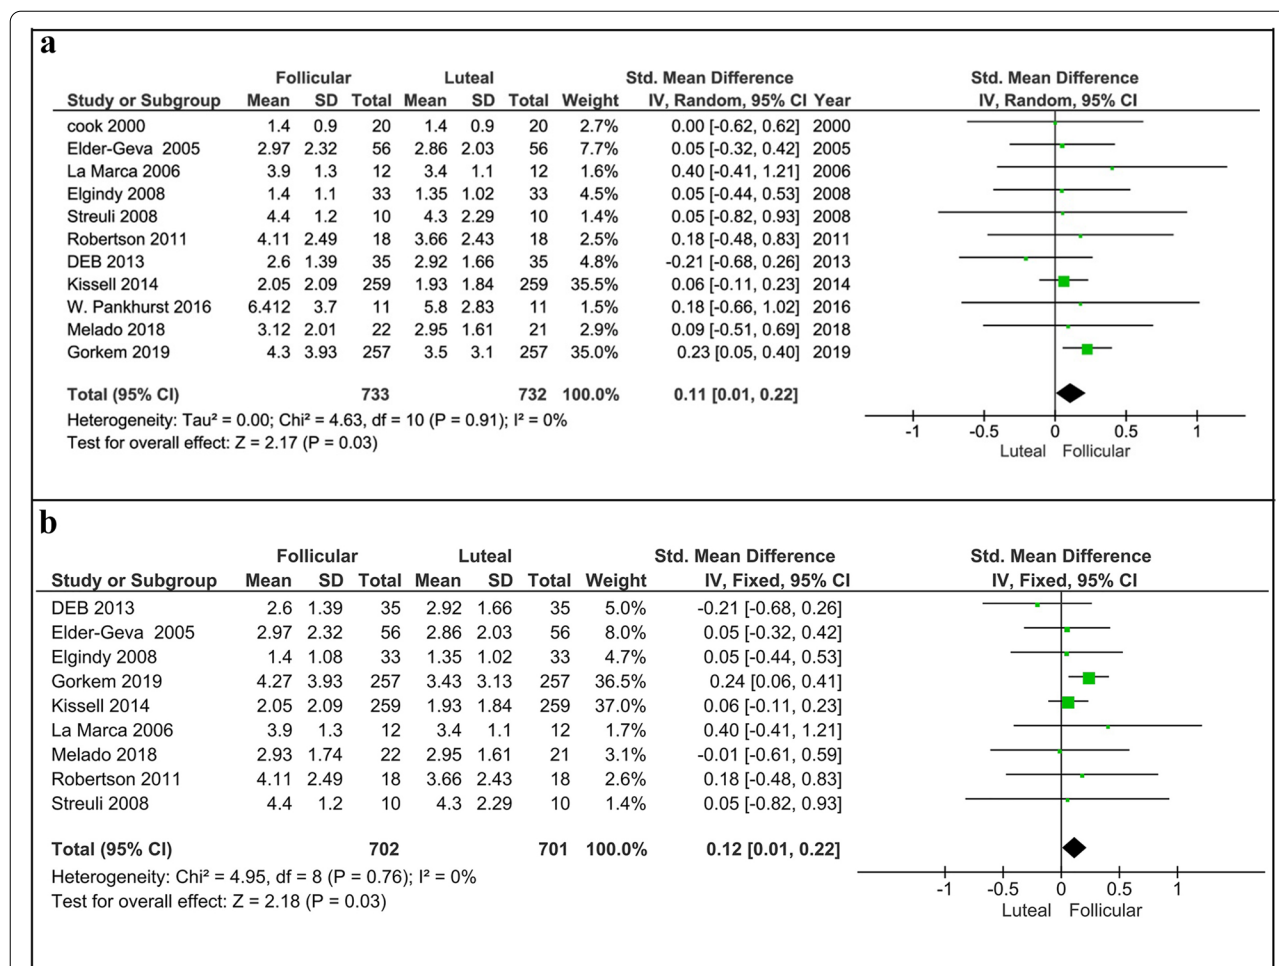 a
Follicular Luteal Std. Mean Difference Std. Mean Difference
Study or Subgroup Mean SD Total Mean SD Total Weight IV, Random, 95% CI Year IV, Random, 95% CI
cook 2000 1.4 0.9 20 1.4 0.9 20 2.7% 0.00 [-0.62, 0.62] 2000
Elder-Geva 2005 2.97 2.32 56 2.86 2.03 56 7.7% 0.05 [-0.32, 0.42] 2005
La Marca 2006 3.9 1.3 12 3.4 1.1 12 1.6% 0.40 [-0.41, 1.21] 2006
Elgindy 2008 1.4 1.1 33 1.35 1.02 33 4.5% 0.05 [-0.44, 0.53] 2008
Streuli 2008 4.4 1.2 10 4.3 2.29 10 1.4% 0.05 [-0.82, 0.93] 2008
Robertson 2011 4.11 2.49 18 3.66 2.43 18 2.5% 0.18 [-0.48, 0.83] 2011
DEB 2013 2.6 1.39 35 2.92 1.66 35 4.8% -0.21 [-0.68, 0.26] 2013
Kissell 2014 2.05 2.09 259 1.93 1.84 259 35.5% 0.06 [-0.11, 0.23] 2014
W. Pankhurst 2016 6.412 3.7 11 5.8 2.83 11 1.5% 0.18 [-0.66, 1.02] 2016
Melado 2018 3.12 2.01 22 2.95 1.61 21 2.9% 0.09 [-0.51, 0.69] 2018
Gorkem 2019 4.3 3.93 257 3.5 3.1 257 35.0% 0.23 [0.05, 0.40] 2019
Total (95% CI) 733 732 100.0% 0.11 [0.01, 0.22]
Heterogeneity: Tau² = 0.00; Chi² = 4.63, df = 10 (P = 0.91); I² = 0%
Test for overall effect: Z = 2.17 (P = 0.03)
-1 -0.5 0 0.5 1
Luteal Follicular
b
Follicular Luteal Std. Mean Difference Std. Mean Difference
Study or Subgroup Mean SD Total Mean SD Total Weight IV, Fixed, 95% CI IV, Fixed, 95% CI
DEB 2013 2.6 1.39 35 2.92 1.66 35 5.0% -0.21 [-0.68, 0.26]
Elder-Geva 2005 2.97 2.32 56 2.86 2.03 56 8.0% 0.05 [-0.32, 0.42]
Elgindy 2008 1.4 1.08 33 1.35 1.02 33 4.7% 0.05 [-0.44, 0.53]
Gorkem 2019 4.27 3.93 257 3.43 3.13 257 36.5% 0.24 [0.06, 0.41]
Kissell 2014 2.05 2.09 259 1.93 1.84 259 37.0% 0.06 [-0.11, 0.23]
La Marca 2006 3.9 1.3 12 3.4 1.1 12 1.7% 0.40 [-0.41, 1.21]
Melado 2018 2.93 1.74 22 2.95 1.61 21 3.1% -0.01 [-0.61, 0.59]
Robertson 2011 4.11 2.49 18 3.66 2.43 18 2.6% 0.18 [-0.48, 0.83]
Streuli 2008 4.4 1.2 10 4.3 2.29 10 1.4% 0.05 [-0.82, 0.93]
Total (95% CI) 702 701 100.0% 0.12 [0.01, 0.22]
Heterogeneity: Chi² = 4.95, df = 8 (P = 0.76); I² = 0%
Test for overall effect: Z = 2.18 (P = 0.03)
-1 -0.5 0 0.5 1
Luteal Follicular